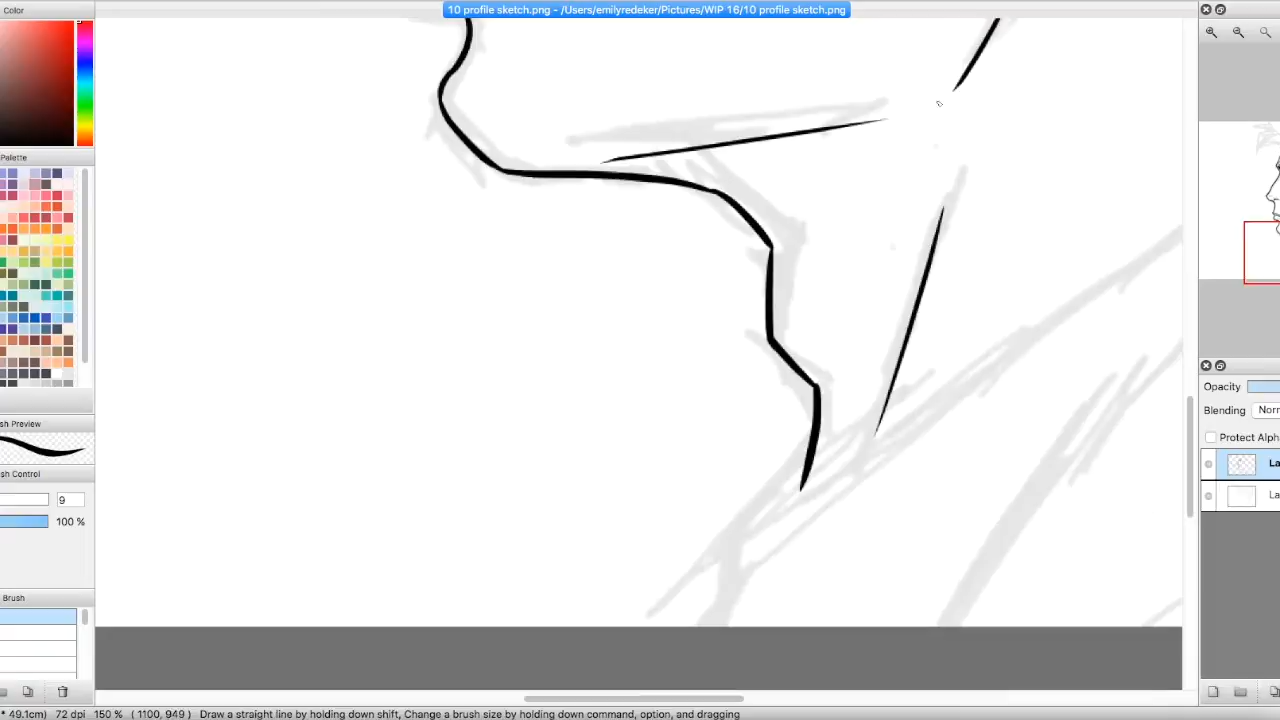 10 profile sketch.png - /Users/emilyredeker/Pictures/WIP 16/10 profile sketch.png
Color
Palette
sh Preview
sh Control
9
100 %
Brush
Opacity
Blending
Norr
Protect Alph
La
La
* 49.1cm) 72 dpi 150 % ( 1100, 949 ) Draw a straight line by holding down shift, Change a brush size by holding down command, option, and dragging